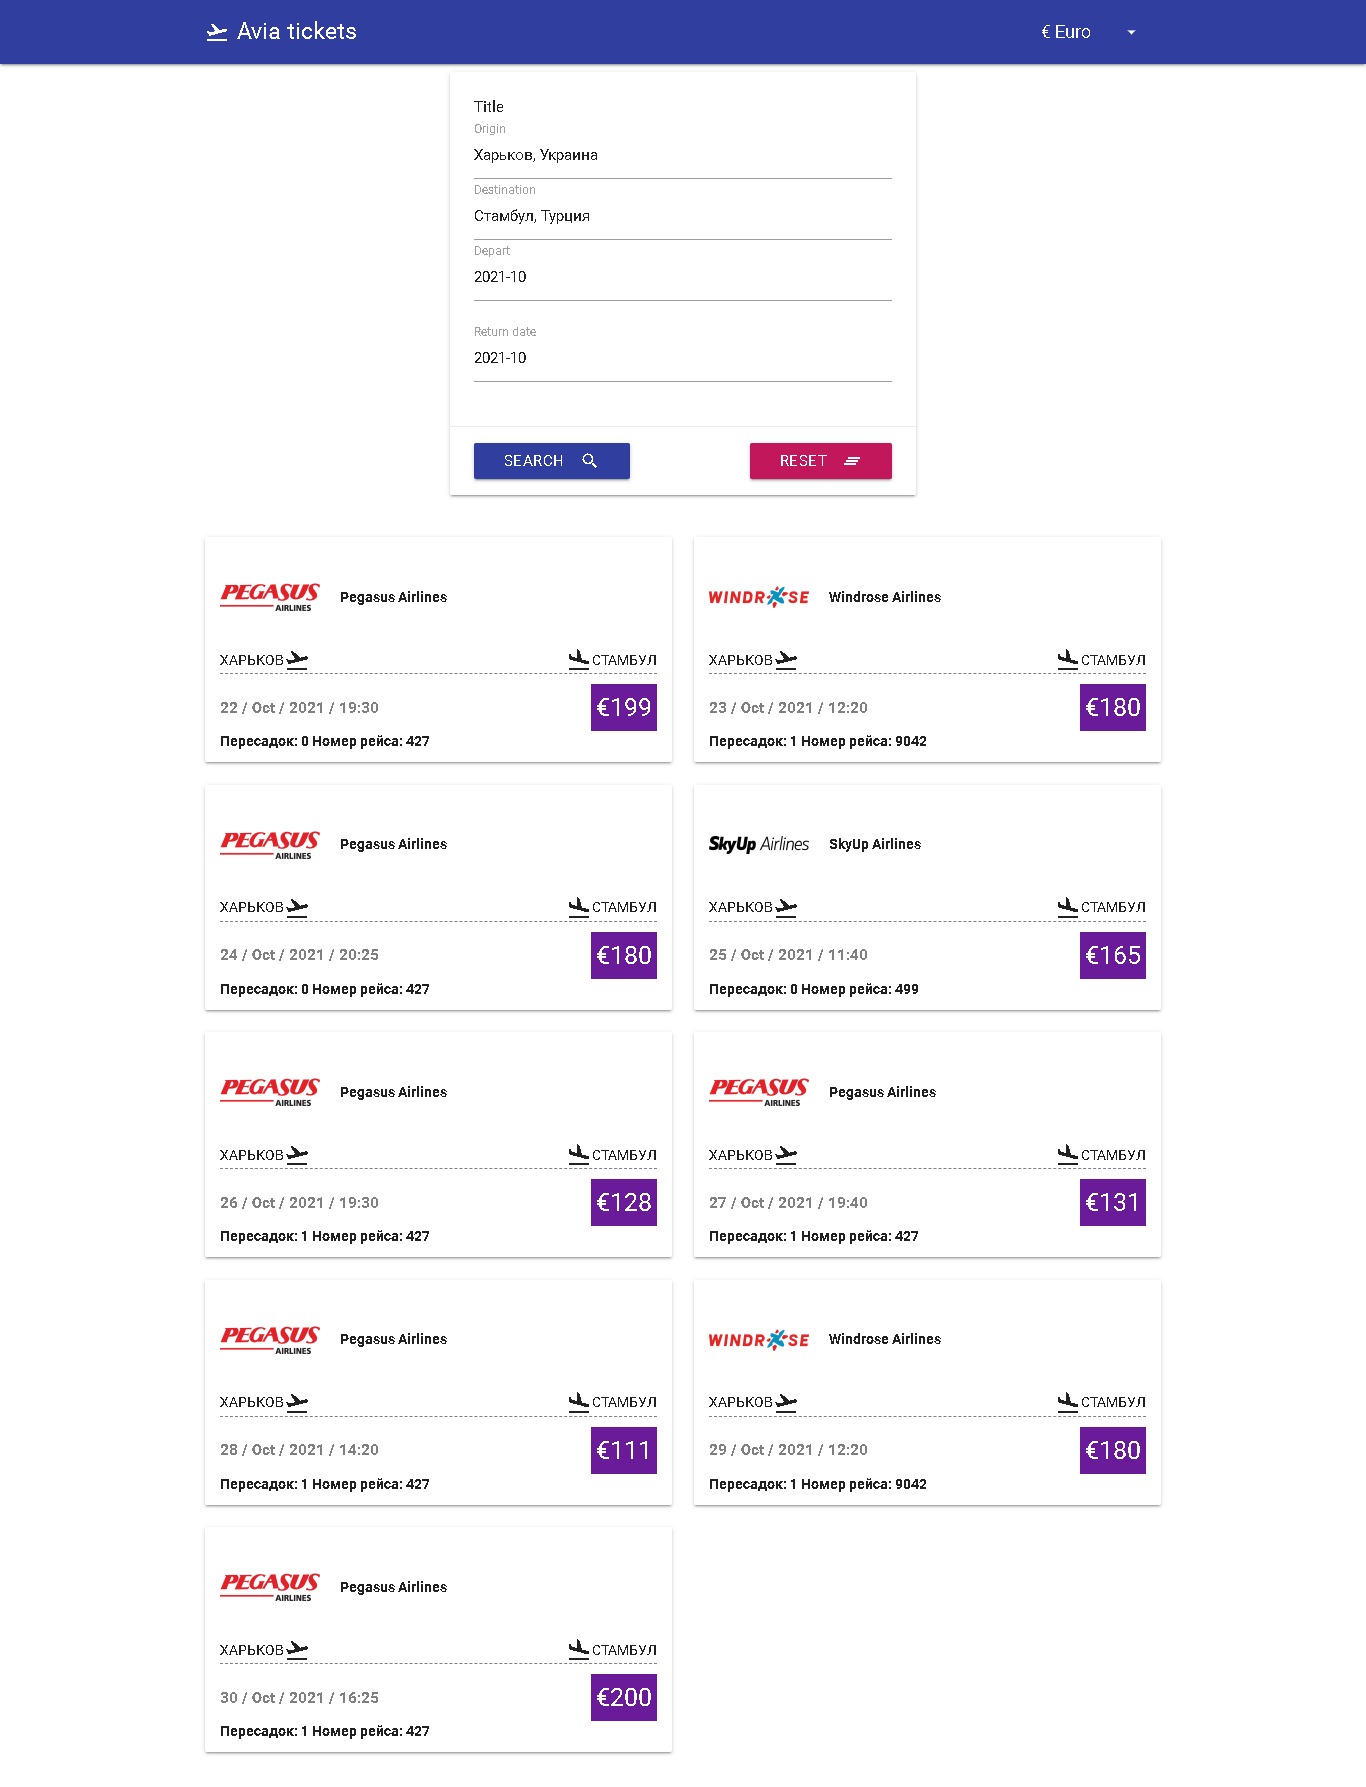 Avia tickets
€ Euro
Title
Origin
Харьков, Украина
Destination
Стамбул, Турция
Depart
2021-10
Return date
2021-10
SEARCH
RESET
PEGASUS
AIRLINES
Pegasus Airlines
ХАРЬКОВ
СТАМБУЛ
22 / Oct / 2021 / 19:30
€199
Пересадок: 0 Номер рейса: 427
WINDROSE
Windrose Airlines
ХАРЬКОВ
СТАМБУЛ
23 / Oct / 2021 / 12:20
€180
Пересадок: 1 Номер рейса: 9042
PEGASUS
AIRLINES
Pegasus Airlines
ХАРЬКОВ
СТАМБУЛ
24 / Oct / 2021 / 20:25
€180
Пересадок: 0 Номер рейса: 427
SkyUp Airlines
SkyUp Airlines
ХАРЬКОВ
СТАМБУЛ
25 / Oct / 2021 / 11:40
€165
Пересадок: 0 Номер рейса: 499
PEGASUS
AIRLINES
Pegasus Airlines
ХАРЬКОВ
СТАМБУЛ
26 / Oct / 2021 / 19:30
€128
Пересадок: 1 Номер рейса: 427
PEGASUS
AIRLINES
Pegasus Airlines
ХАРЬКОВ
СТАМБУЛ
27 / Oct / 2021 / 19:40
€131
Пересадок: 1 Номер рейса: 427
PEGASUS
AIRLINES
Pegasus Airlines
ХАРЬКОВ
СТАМБУЛ
28 / Oct / 2021 / 14:20
€111
Пересадок: 1 Номер рейса: 427
WINDROSE
Windrose Airlines
ХАРЬКОВ
СТАМБУЛ
29 / Oct / 2021 / 12:20
€180
Пересадок: 1 Номер рейса: 9042
PEGASUS
AIRLINES
Pegasus Airlines
ХАРЬКОВ
СТАМБУЛ
30 / Oct / 2021 / 16:25
€200
Пересадок: 1 Номер рейса: 427